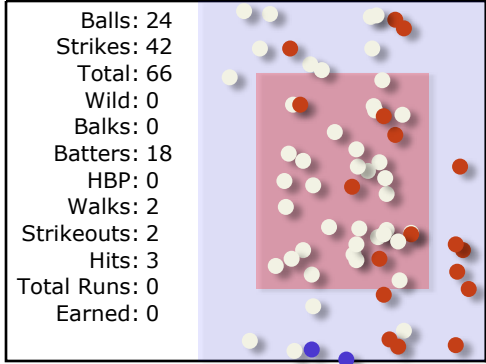 Balls: 24
Strikes: 42
Total: 66
Wild: 0
Balks: 0
Batters: 18
HBP: 0
Walks: 2
Strikeouts: 2
Hits: 3
Total Runs: 0
Earned: 0